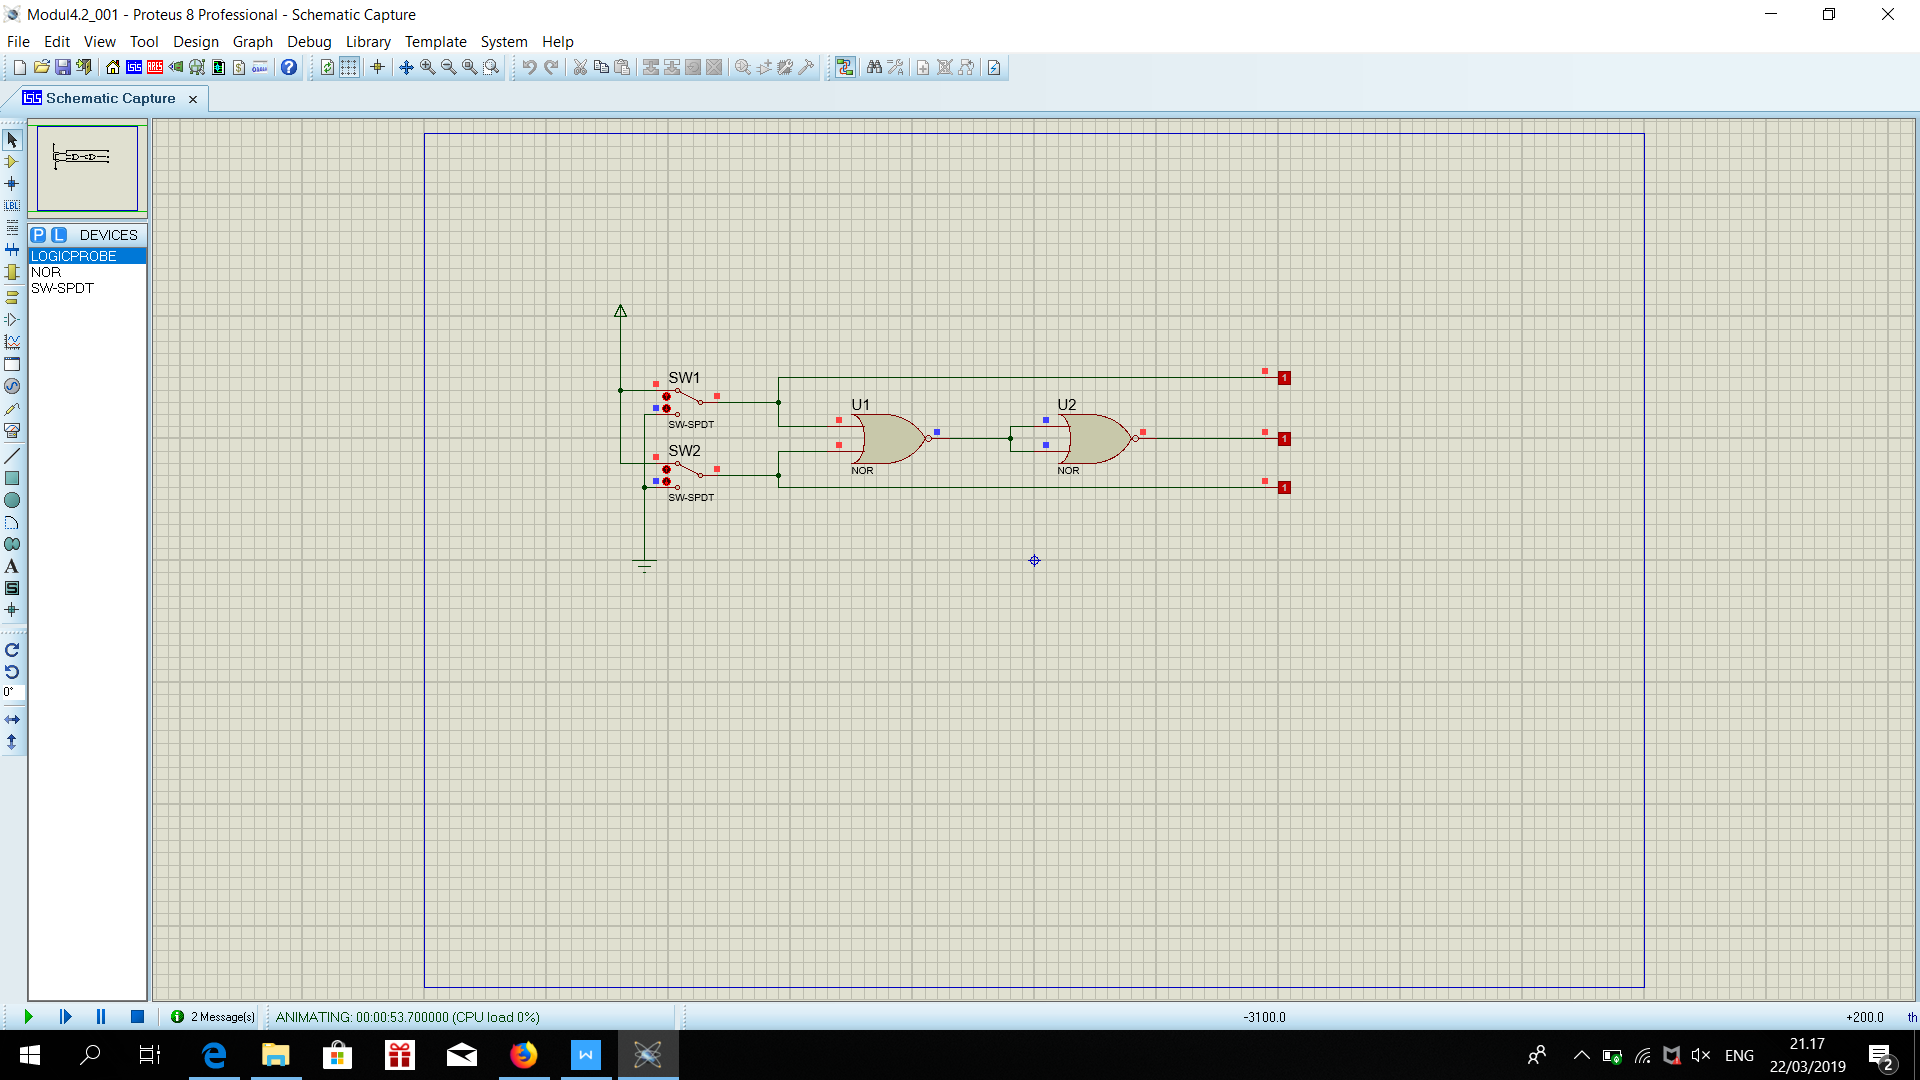 Modul4.2_001 - Proteus 8 Professional - Schematic Capture
File Edit View Tool Design Graph Debug Library Template System Help
Schematic Capture
P L DEVICES
LOGICPROBE
NOR
SW-SPDT
LBL
A
S
0°
SW1
SW-SPDT
SW2
SW-SPDT
U1
NOR
U2
NOR
1
1
1
2 Message(s)
ANIMATING: 00:00:53.700000 (CPU load 0%)
-3100.0
+200.0
th
ENG
21.17
22/03/2019
2